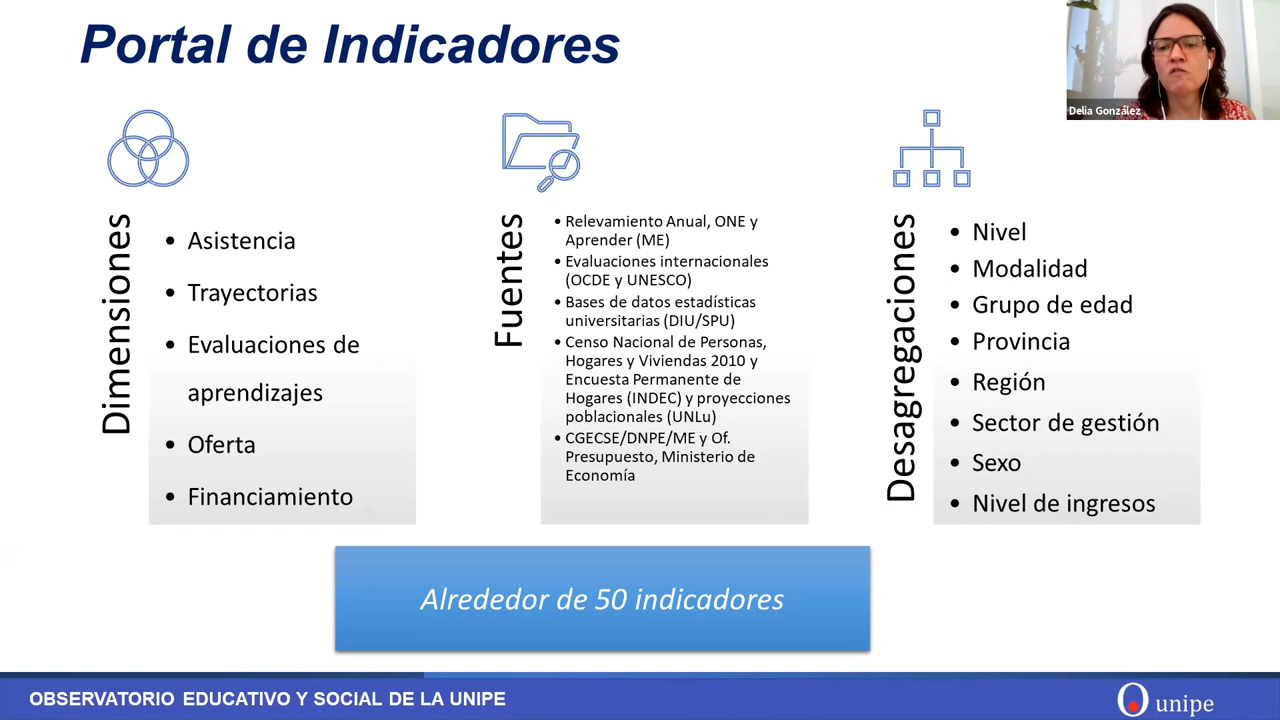 Portal de Indicadores
Delia González
Dimensiones
• Asistencia
• Trayectorias
• Evaluaciones de
aprendizajes
• Oferta
• Financiamiento
Fuentes
• Relevamiento Anual, ONE y
Aprender (ME)
• Evaluaciones internacionales
(OCDE y UNESCO)
• Bases de datos estadísticas
universitarias (DIU/SPU)
• Censo Nacional de Personas,
Hogares y Viviendas 2010 y
Encuesta Permanente de
Hogares (INDEC) y proyecciones
poblacionales (UNLu)
• CGECSE/DNPE/ME y Of.
Presupuesto, Ministerio de
Economía
Desagregaciones
• Nivel
• Modalidad
• Grupo de edad
• Provincia
• Región
• Sector de gestión
• Sexo
• Nivel de ingresos
Alrededor de 50 indicadores
OBSERVATORIO EDUCATIVO Y SOCIAL DE LA UNIPE
unipe